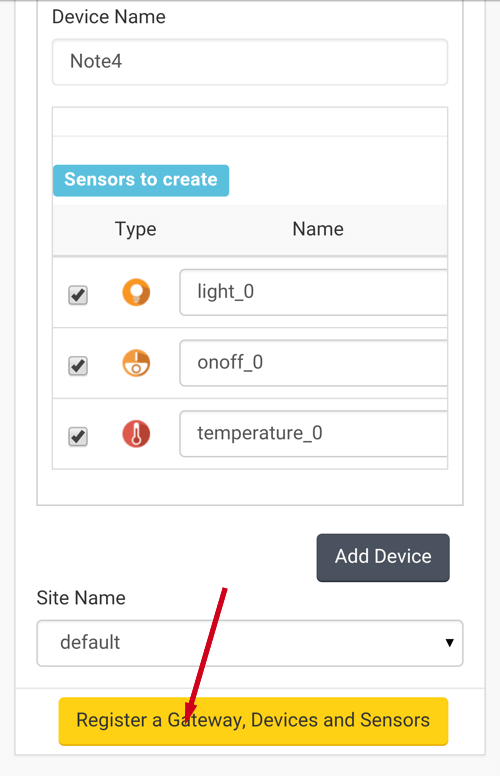 Device Name
Note4
Sensors to create
Type Name
light_0
onoff_0
temperature_0
Add Device
Site Name
default
Register a Gateway, Devices and Sensors